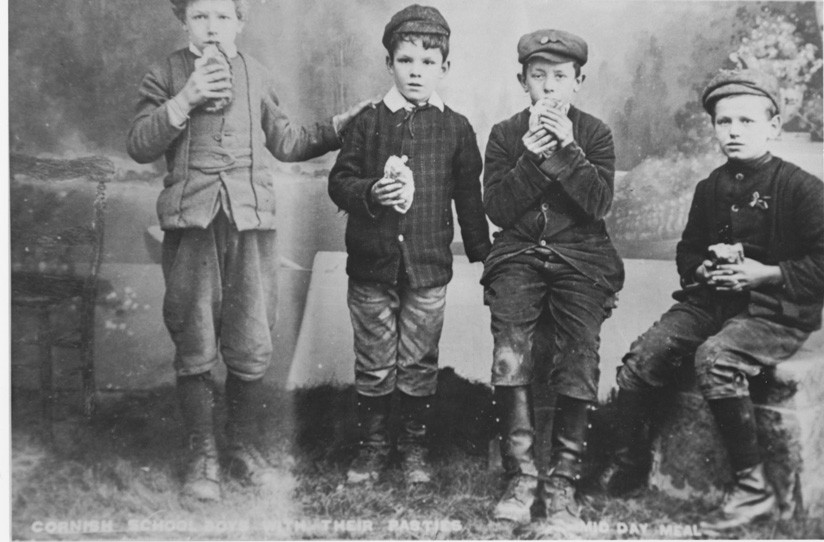 CORNISH SCHOOL BOYS WITH THEIR PASTIES MID DAY MEAL